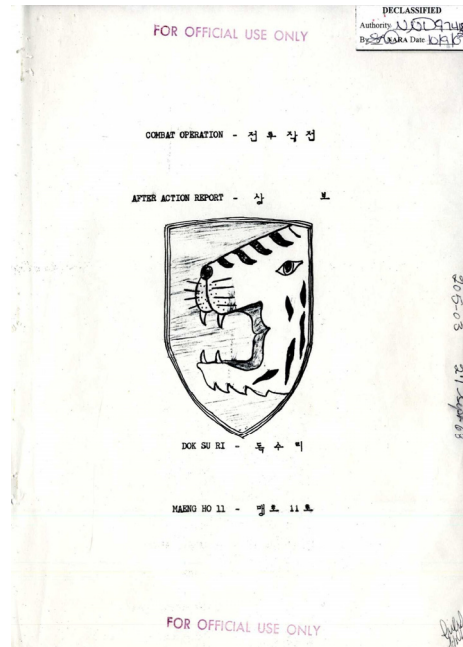 DECLASSIFIED
Authority
By NARA Date
FOR OFFICIAL USE ONLY
COMBAT OPERATION - 전투작전
AFTER ACTION REPORT - 상 보
DOK SU RI - 독수리
MAENG HO 11 - 맹호 11호
FOR OFFICIAL USE ONLY